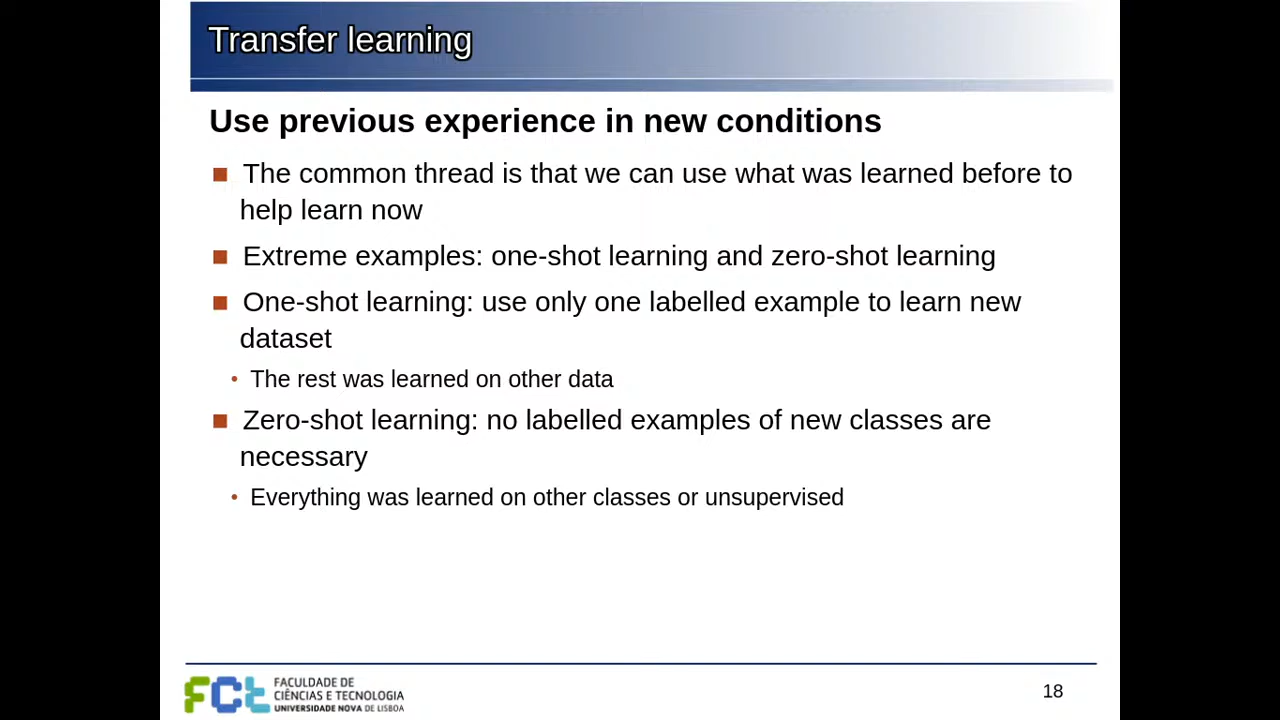 Transfer learning
Use previous experience in new conditions
The common thread is that we can use what was learned before to
help learn now
Extreme examples: one-shot learning and zero-shot learning
One-shot learning: use only one labelled example to learn new
dataset
The rest was learned on other data
Zero-shot learning: no labelled examples of new classes are
necessary
Everything was learned on other classes or unsupervised
FCt
FACULDADE DE
CIÊNCIAS E TECNOLOGIA
UNIVERSIDADE NOVA DE LISBOA
18